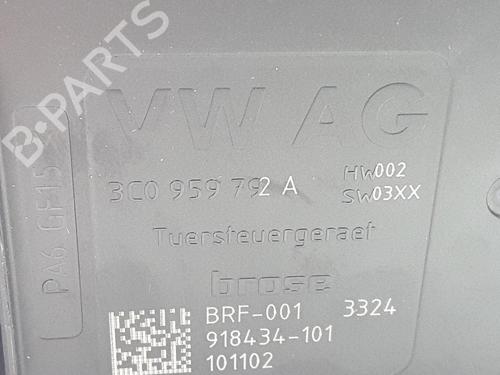 B-PARTS
VW AG
3C0 959 792 A
HW002
SW03XX
Tuersteuergeraet
brose
PA6 GF15
BRF-001 3324
918434-101
101102